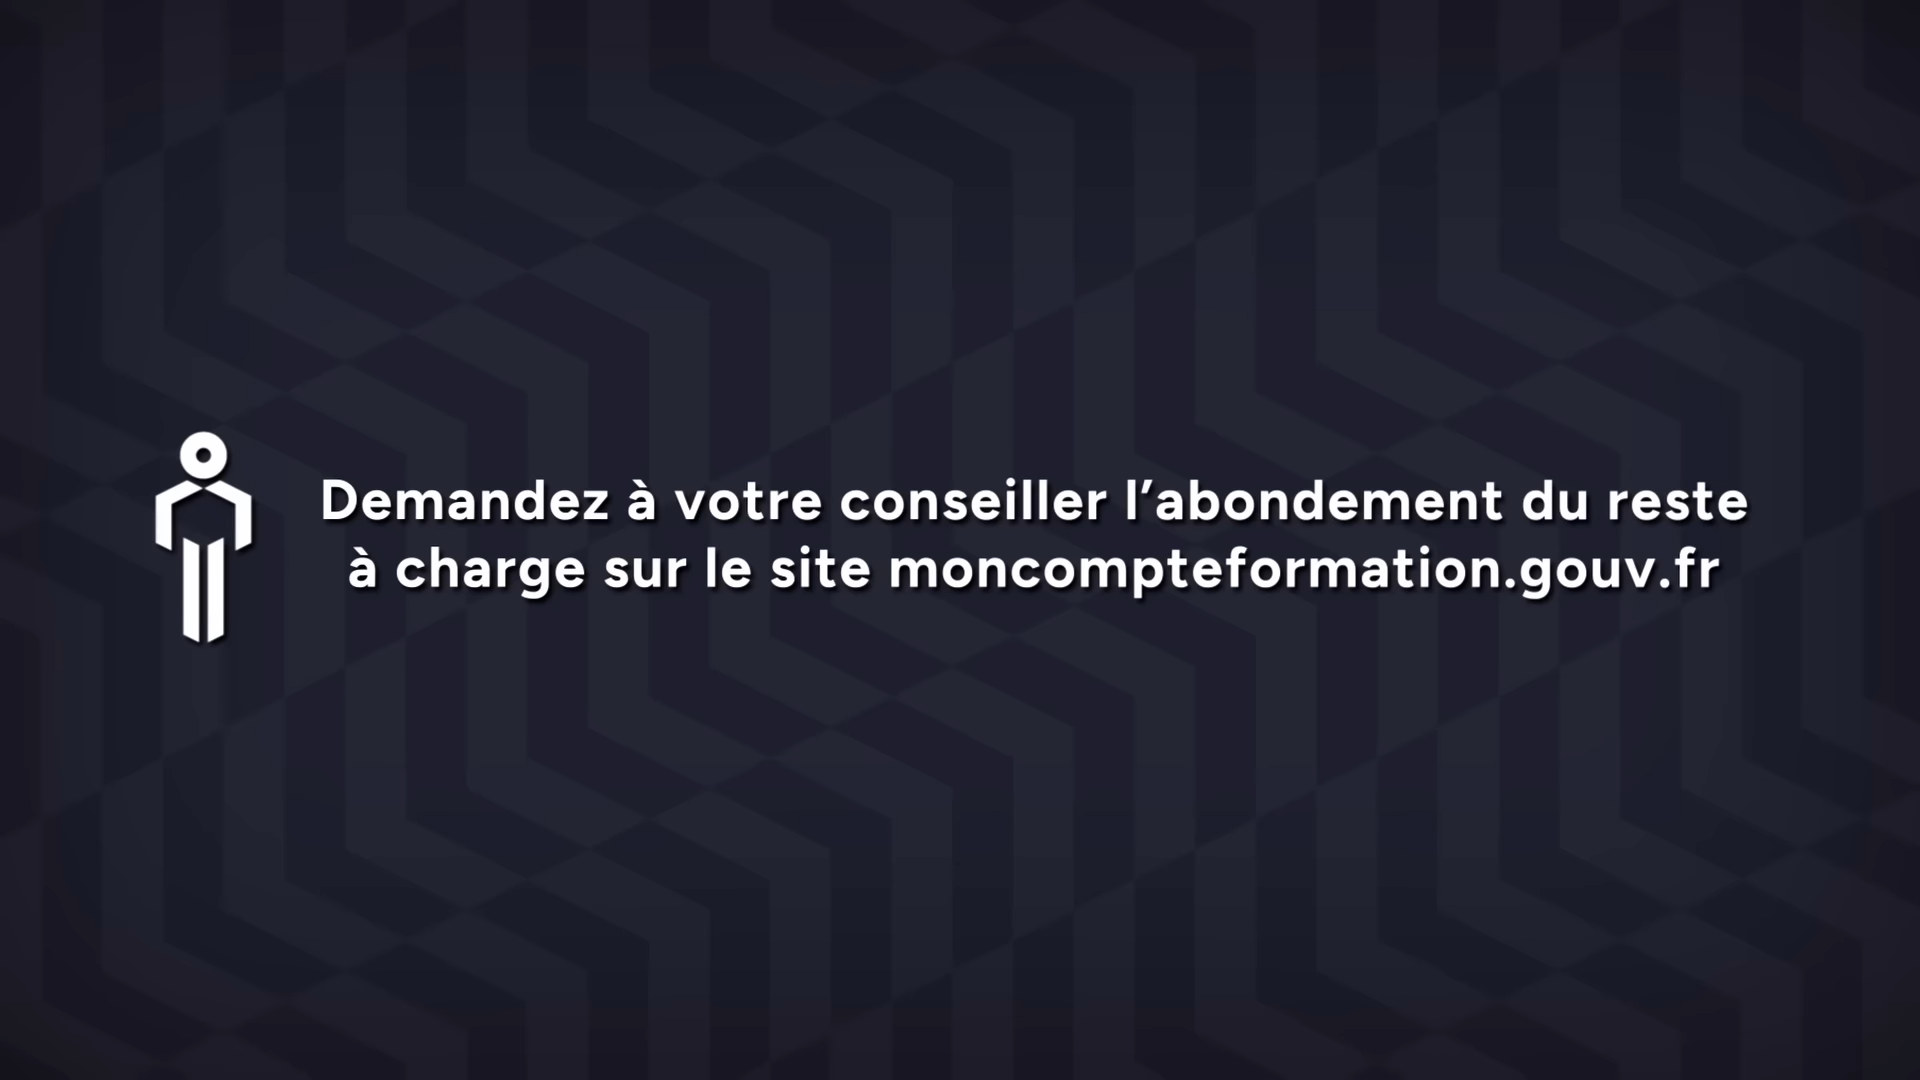 Demandez à votre conseiller l’abondement du reste
à charge sur le site moncompteformation.gouv.fr